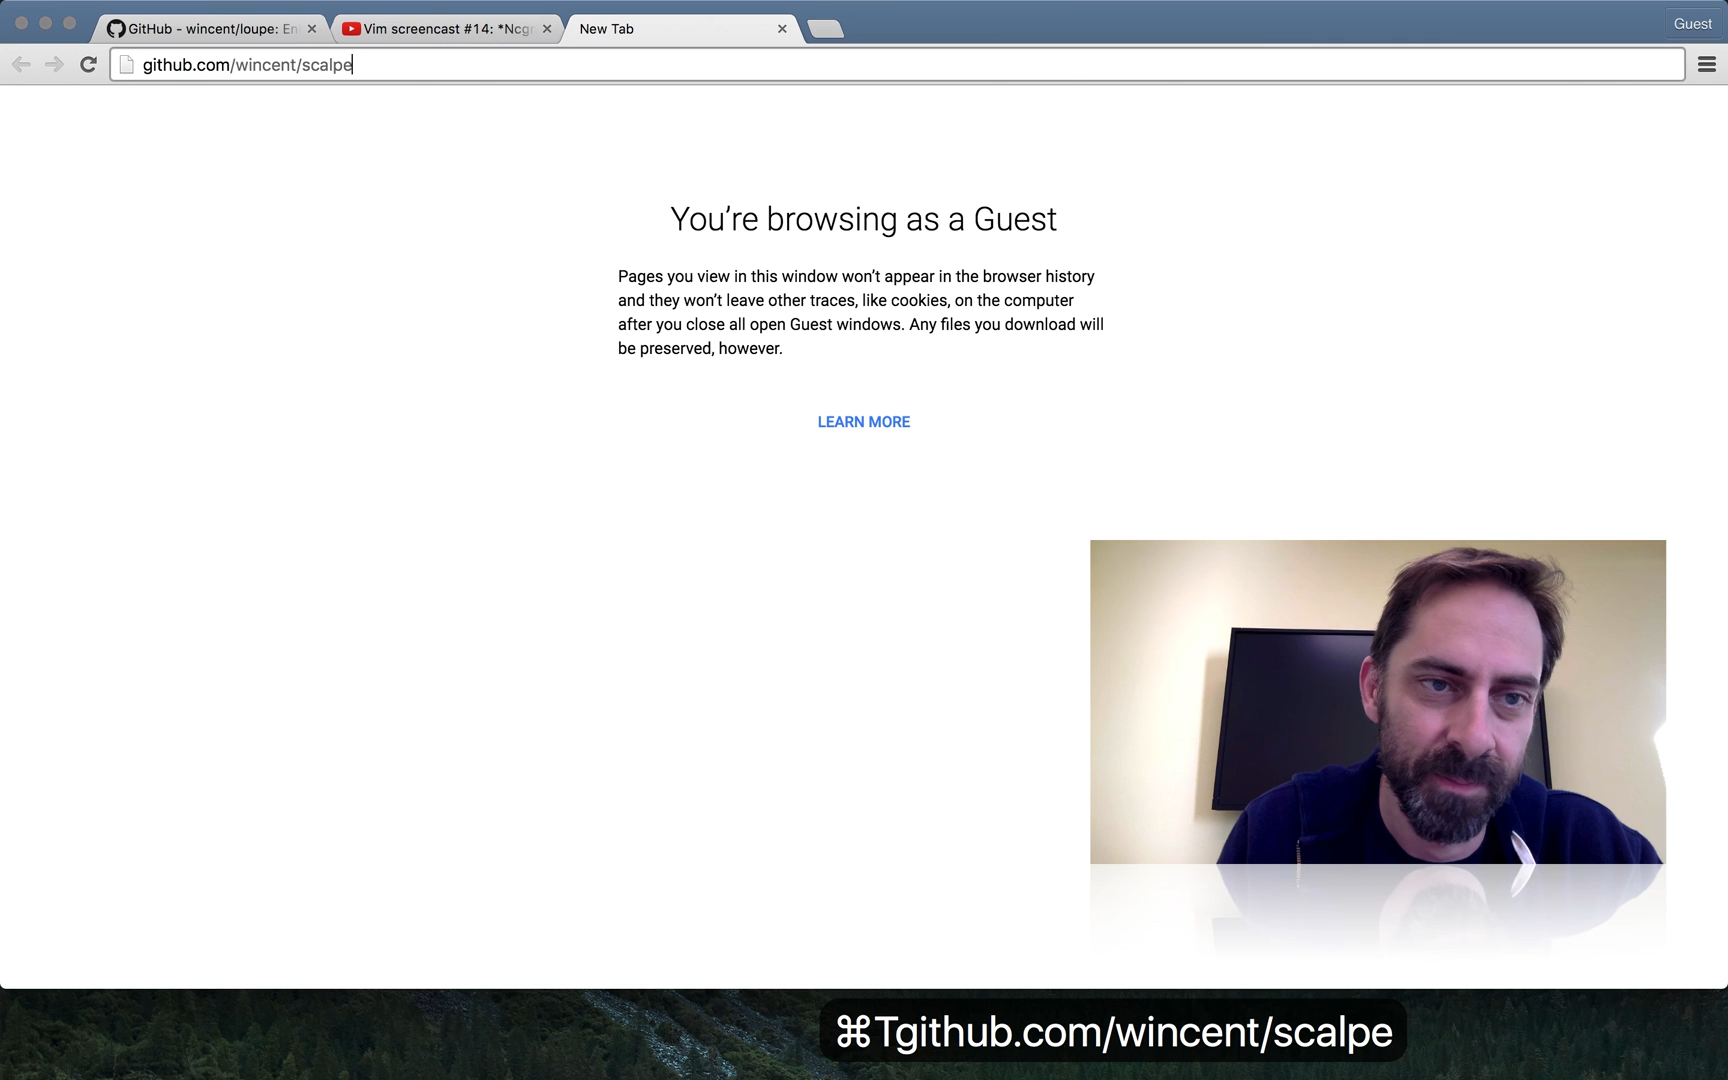 GitHub - wincent/loupe: En
Vim screencast #14: *Ncgn
New Tab
Guest
github.com/wincent/scalpe
You’re browsing as a Guest
Pages you view in this window won’t appear in the browser history
and they won’t leave other traces, like cookies, on the computer
after you close all open Guest windows. Any files you download will
be preserved, however.
LEARN MORE
⌘Tgithub.com/wincent/scalpe